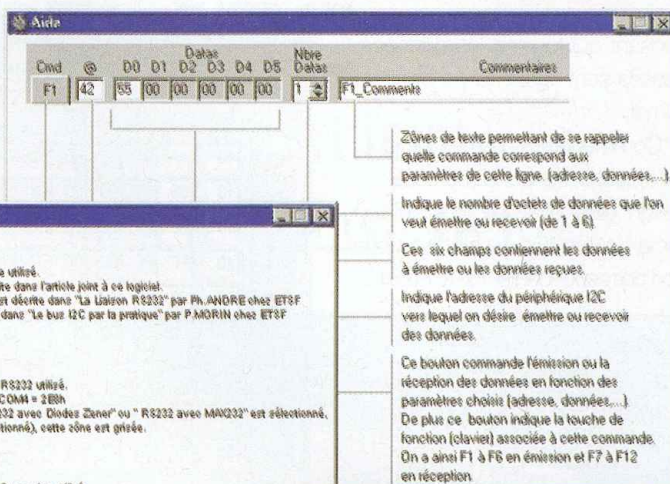 Aide
Datas
Nbre
Cmd @ D0 D1 D2 D3 D4 D5 Datas Commentaires
F1 42 55 00 00 00 00 00 1 F1_Comments
Zônes de texte permettant de se rappeler
quelle commande correspond aux
paramètres de cette ligne (adresse, données,...)
Indique le nombre d'octets de données que l'on
veut émettre ou recevoir (de 1 à 6)
Ces six champs contiennent les données
à émettre ou les données reçues.
Indique l'adresse du périphérique I2C
vers lequel on désire émettre ou recevoir
des données.
Ce bouton commande l'émission ou la
réception des données en fonction des
paramètres choisis (adresse, données,...)
De plus ce bouton indique la touche de
fonction (clavier) associée à cette commande.
On a ainsi F1 à F6 en émission et F7 à F12
en réception
e utilisé.
ite dans l'article joint à ce logiciel.
st décrite dans "La Liaison RS232" par Ph.ANDRE chez ETSF
dans "Le bus I2C par la pratique" par P.MORIN chez ETSF
RS232 utilisé.
COM4 = 2E8h
232 avec Diodes Zener" ou " RS232 avec MAX232" est sélectionné,
tionné), cette zône est grisée.